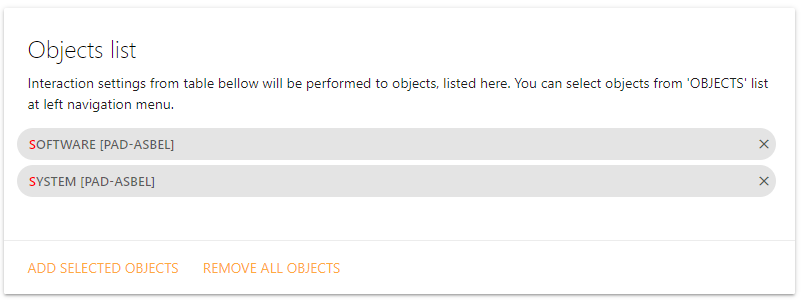 Objects list
Interaction settings from table bellow will be performed to objects, listed here. You can select objects from 'OBJECTS' list
at left navigation menu.
SOFTWARE [PAD-ASBEL]
SYSTEM [PAD-ASBEL]
ADD SELECTED OBJECTS REMOVE ALL OBJECTS